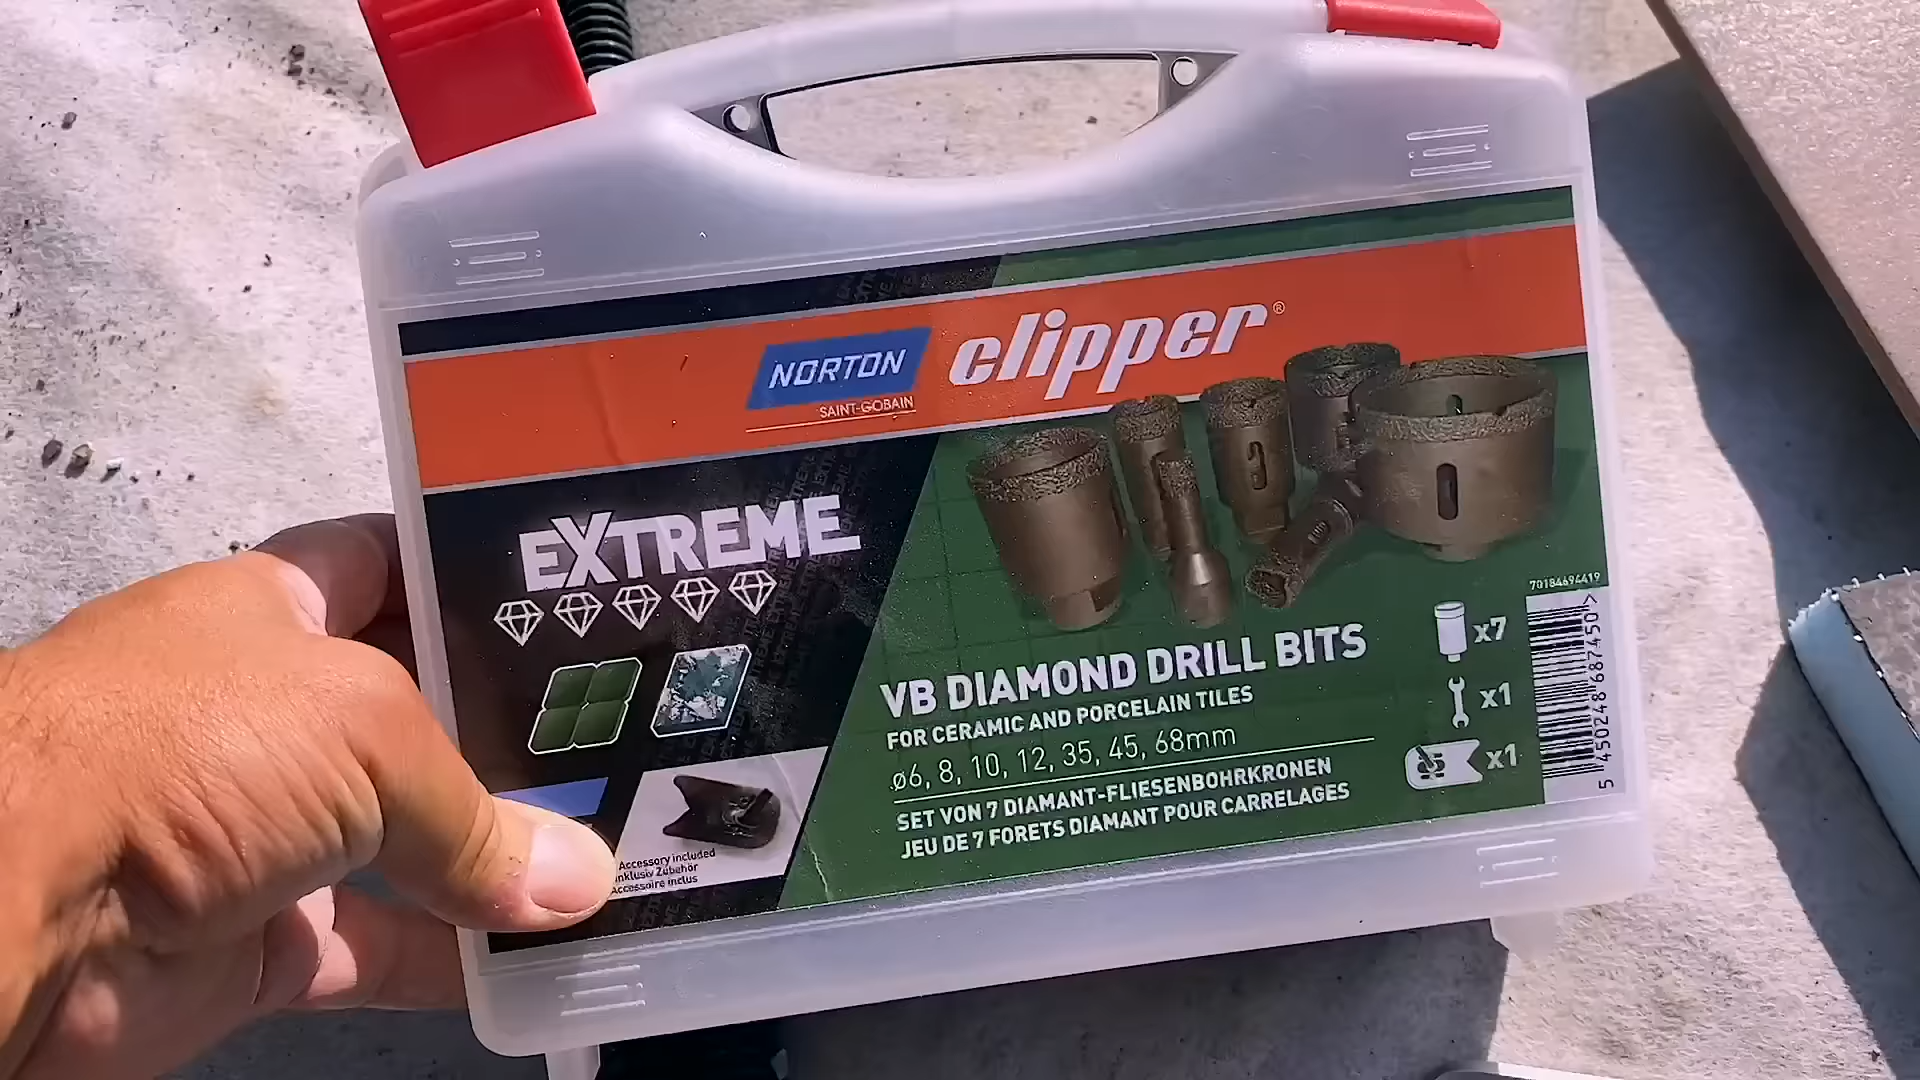 NORTON
SAINT-GOBAIN
clipper®
EXTREME
70184694419
VB DIAMOND DRILL BITS
FOR CERAMIC AND PORCELAIN TILES
ø6, 8, 10, 12, 35, 45, 68mm
SET VON 7 DIAMANT-FLIESENBOHRKRONEN
JEU DE 7 FORETS DIAMANT POUR CARRELAGES
x7
x1
x1
5 450248 687450 >
Accessory included
inklusiv Zubehör
Accessoire inclus